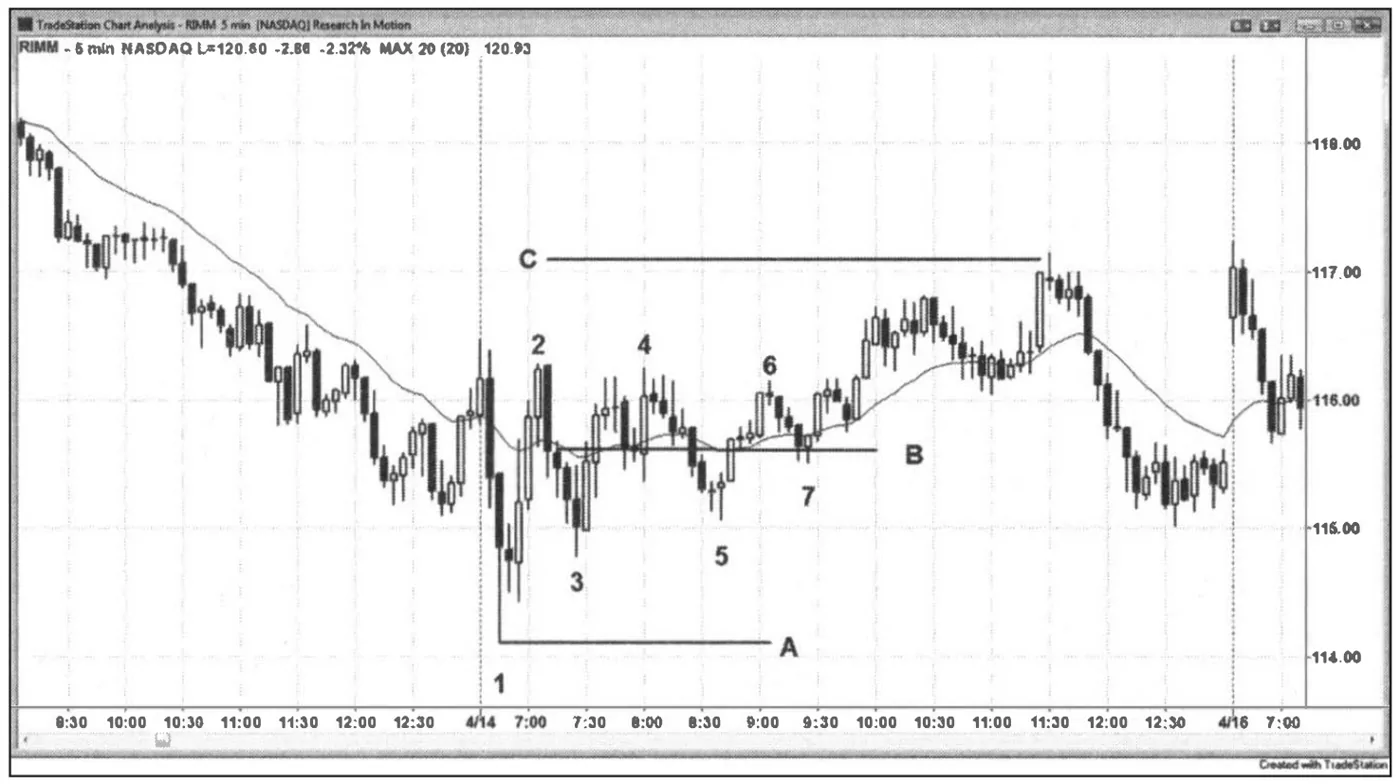 TradeStation Chart Analysis - RIMM 5 min [NASDAQ] Research In Motion
RIMM - 5 min NASDAQ L=120.60 -2.86 -2.32% MAX 20 (20) 120.93
118.00
C
117.00
2
4
6
116.00
B
7
115.00
5
3
A
114.00
1
9:30 10:00 10:30 11:00 11:30 12:00 12:30 4/14 7:00 7:30 8:00 8:30 9:00 9:30 10:00 10:30 11:00 11:30 12:00 12:30 4/15 7:00
Created with TradeStation